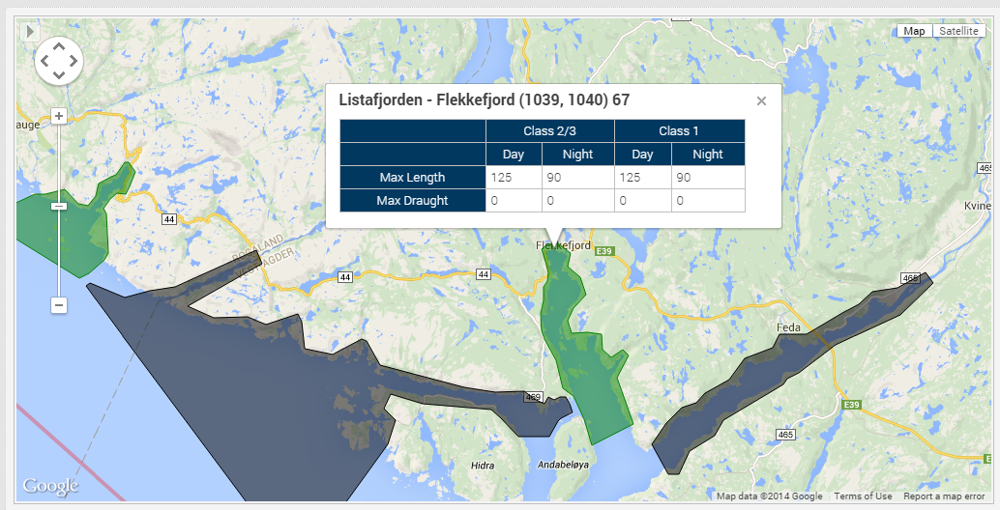 Map Satellite
Listafjorden - Flekkefjord (1039, 1040) 67
Class 2/3 Class 1
Day Night Day Night
Max Length 125 90 125 90
Max Draught 0 0 0 0
auge
465
Kvine
44
ROGALAND
VEST-AGDER
Flekkefjord
E39
44
44
465
Feda
469
E39
465
Hidra
Andabeløya
E
Google
Map data ©2014 Google Terms of Use Report a map error